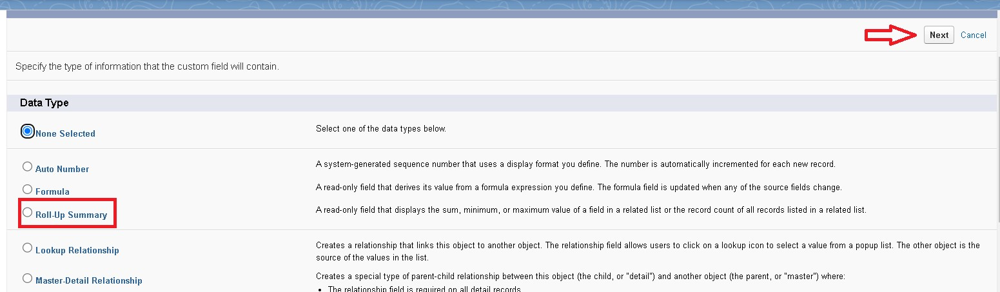 Next Cancel
Specify the type of information that the custom field will contain.
Data Type
None Selected Select one of the data types below.
Auto Number A system-generated sequence number that uses a display format you define. The number is automatically incremented for each new record.
Formula A read-only field that derives its value from a formula expression you define. The formula field is updated when any of the source fields change.
Roll-Up Summary A read-only field that displays the sum, minimum, or maximum value of a field in a related list or the record count of all records listed in a related list.
Lookup Relationship Creates a relationship that links this object to another object. The relationship field allows users to click on a lookup icon to select a value from a popup list. The other object is the
source of the values in the list.
Master-Detail Relationship Creates a special type of parent-child relationship between this object (the child, or "detail") and another object (the parent, or "master") where:
• The relationship field is required on all detail records.